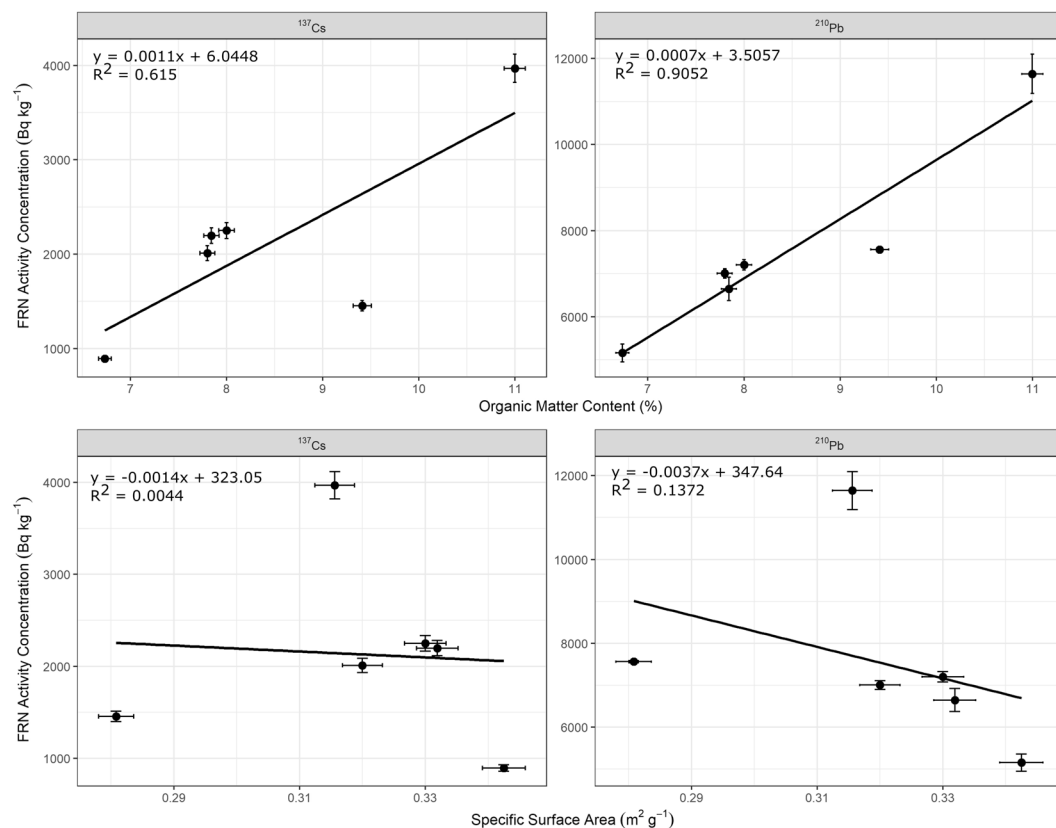 ¹³⁷Cs
y = 0.0011x + 6.0448
R² = 0.615
4000
3000
2000
1000
7
8
9
10
11
²¹⁰Pb
y = 0.0007x + 3.5057
R² = 0.9052
12000
10000
8000
6000
7
8
9
10
11
FRN Activity Concentration (Bq kg⁻¹)
Organic Matter Content (%)
¹³⁷Cs
y = -0.0014x + 323.05
R² = 0.0044
4000
3000
2000
1000
0.29
0.31
0.33
²¹⁰Pb
y = -0.0037x + 347.64
R² = 0.1372
12000
10000
8000
6000
0.29
0.31
0.33
FRN Activity Concentration (Bq kg⁻¹)
Specific Surface Area (m² g⁻¹)